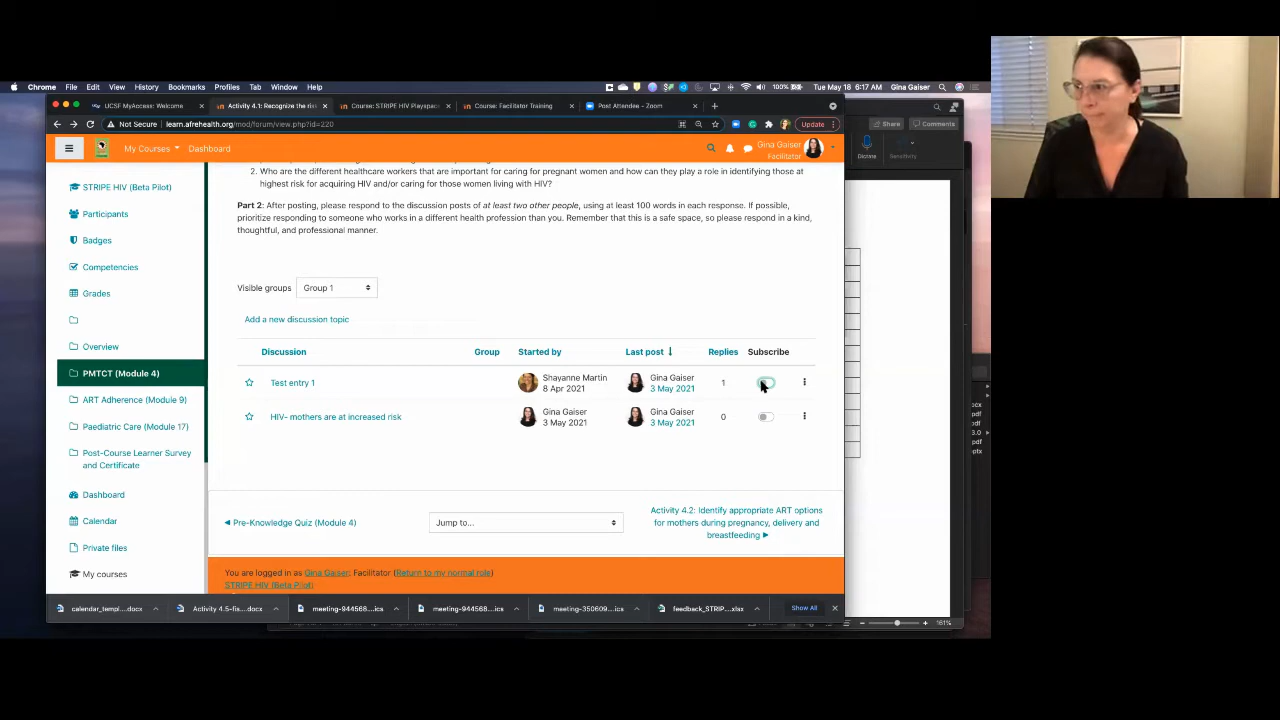 Chrome File Edit View History Bookmarks Profiles Tab Window Help
100% Tue May 18 6:17 AM Gina Gaiser
UCSF MyAccess: Welcome
Activity 4.1: Recognize the ris
Course: STRIPE HIV Playspac
Course: Facilitator Training
Post Attendee - Zoom
Not Secure | learn.afrehealth.org/mod/forum/view.php?id=220
Update
Share
Comments
Dictate
Sensitivity
My Courses
Dashboard
Gina Gaiser
Facilitator
STRIPE HIV (Beta Pilot)
Participants
Badges
Competencies
Grades
Overview
PMTCT (Module 4)
ART Adherence (Module 9)
Paediatric Care (Module 17)
Post-Course Learner Survey
and Certificate
Dashboard
Calendar
Private files
My courses
2. Who are the different healthcare workers that are important for caring for pregnant women and how can they play a role in identifying those at
highest risk for acquiring HIV and/or caring for those women living with HIV?
Part 2: After posting, please respond to the discussion posts of at least two other people, using at least 100 words in each response. If possible,
prioritize responding to someone who works in a different health profession than you. Remember that this is a safe space, so please respond in a kind,
thoughtful, and professional manner.
Visible groups Group 1
Add a new discussion topic
Discussion Group Started by Last post ↓ Replies Subscribe
Test entry 1 Shayanne Martin Gina Gaiser 1
8 Apr 2021 3 May 2021
HIV- mothers are at increased risk Gina Gaiser Gina Gaiser 0
3 May 2021 3 May 2021
◄ Pre-Knowledge Quiz (Module 4)
Jump to...
Activity 4.2: Identify appropriate ART options
for mothers during pregnancy, delivery and
breastfeeding ►
You are logged in as Gina Gaiser: Facilitator (Return to my normal role)
STRIPE HIV (Beta Pilot)
calendar_templ....docx
Activity 4.5-fis....docx
meeting-944568....ics
meeting-944568....ics
meeting-350609....ics
feedback_STRIP....xlsx
Show All
ocx
pdf
3.0
pdf
pptx
161%